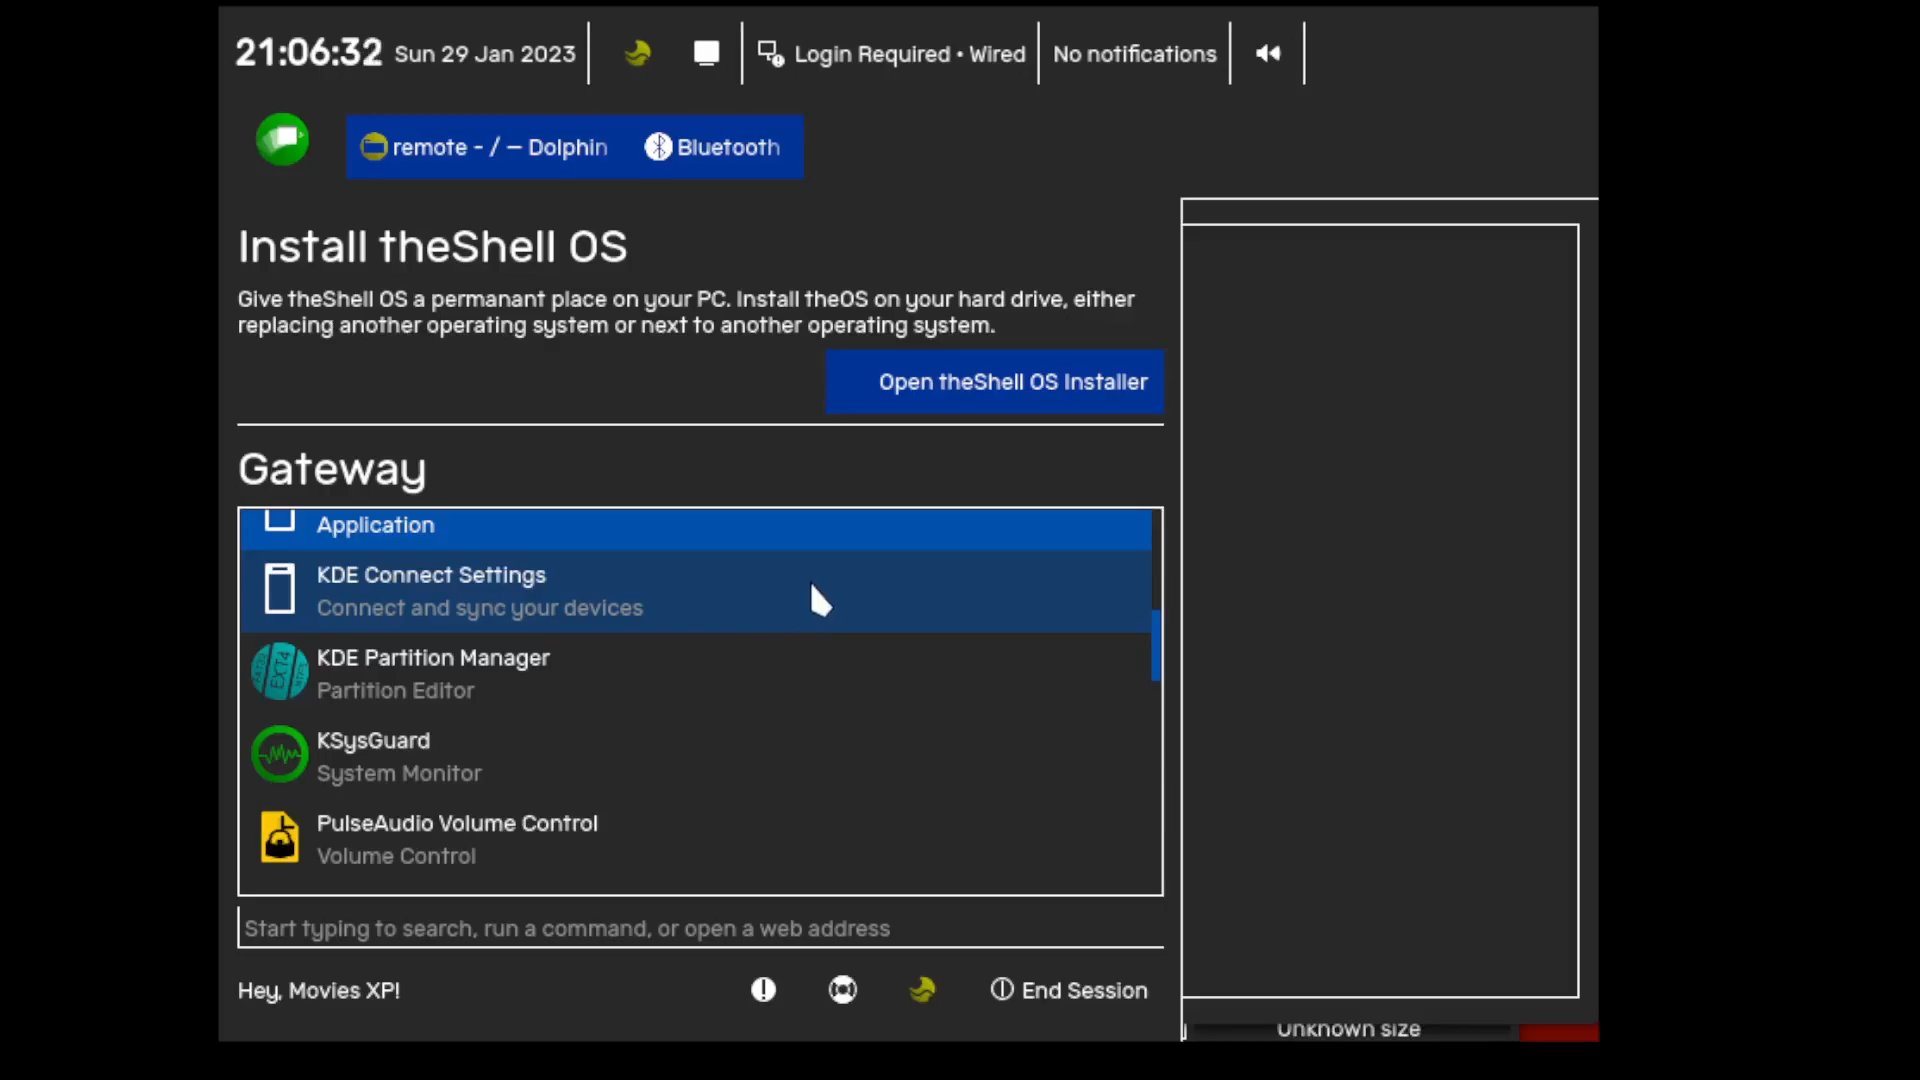 21:06:32 Sun 29 Jan 2023 Login Required • Wired No notifications
remote - / – Dolphin Bluetooth
Install theShell OS
Give theShell OS a permanant place on your PC. Install theOS on your hard drive, either
replacing another operating system or next to another operating system.
Open theShell OS Installer
Gateway
Application
KDE Connect Settings
Connect and sync your devices
EXT4
KDE Partition Manager
Partition Editor
KSysGuard
System Monitor
PulseAudio Volume Control
Volume Control
Start typing to search, run a command, or open a web address
Hey, Movies XP! End Session
Unknown size